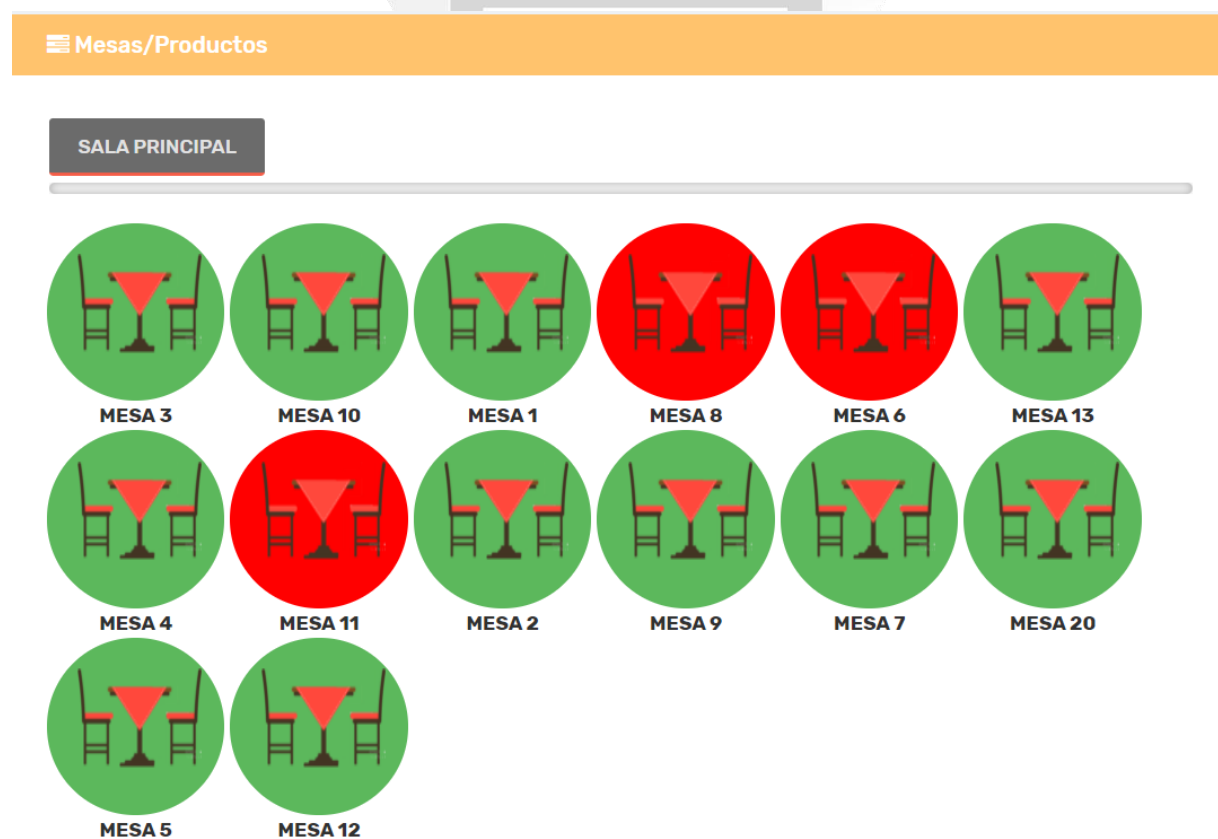 Mesas/Productos
SALA PRINCIPAL
MESA 3 MESA 10 MESA 1 MESA 8 MESA 6 MESA 13
MESA 4 MESA 11 MESA 2 MESA 9 MESA 7 MESA 20
MESA 5 MESA 12